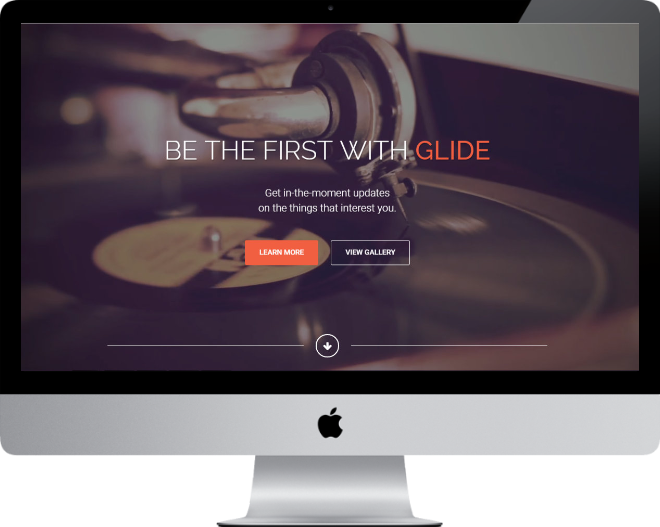 BE THE FIRST WITH GLIDE
Get in-the-moment updates
on the things that interest you.
LEARN MORE
VIEW GALLERY